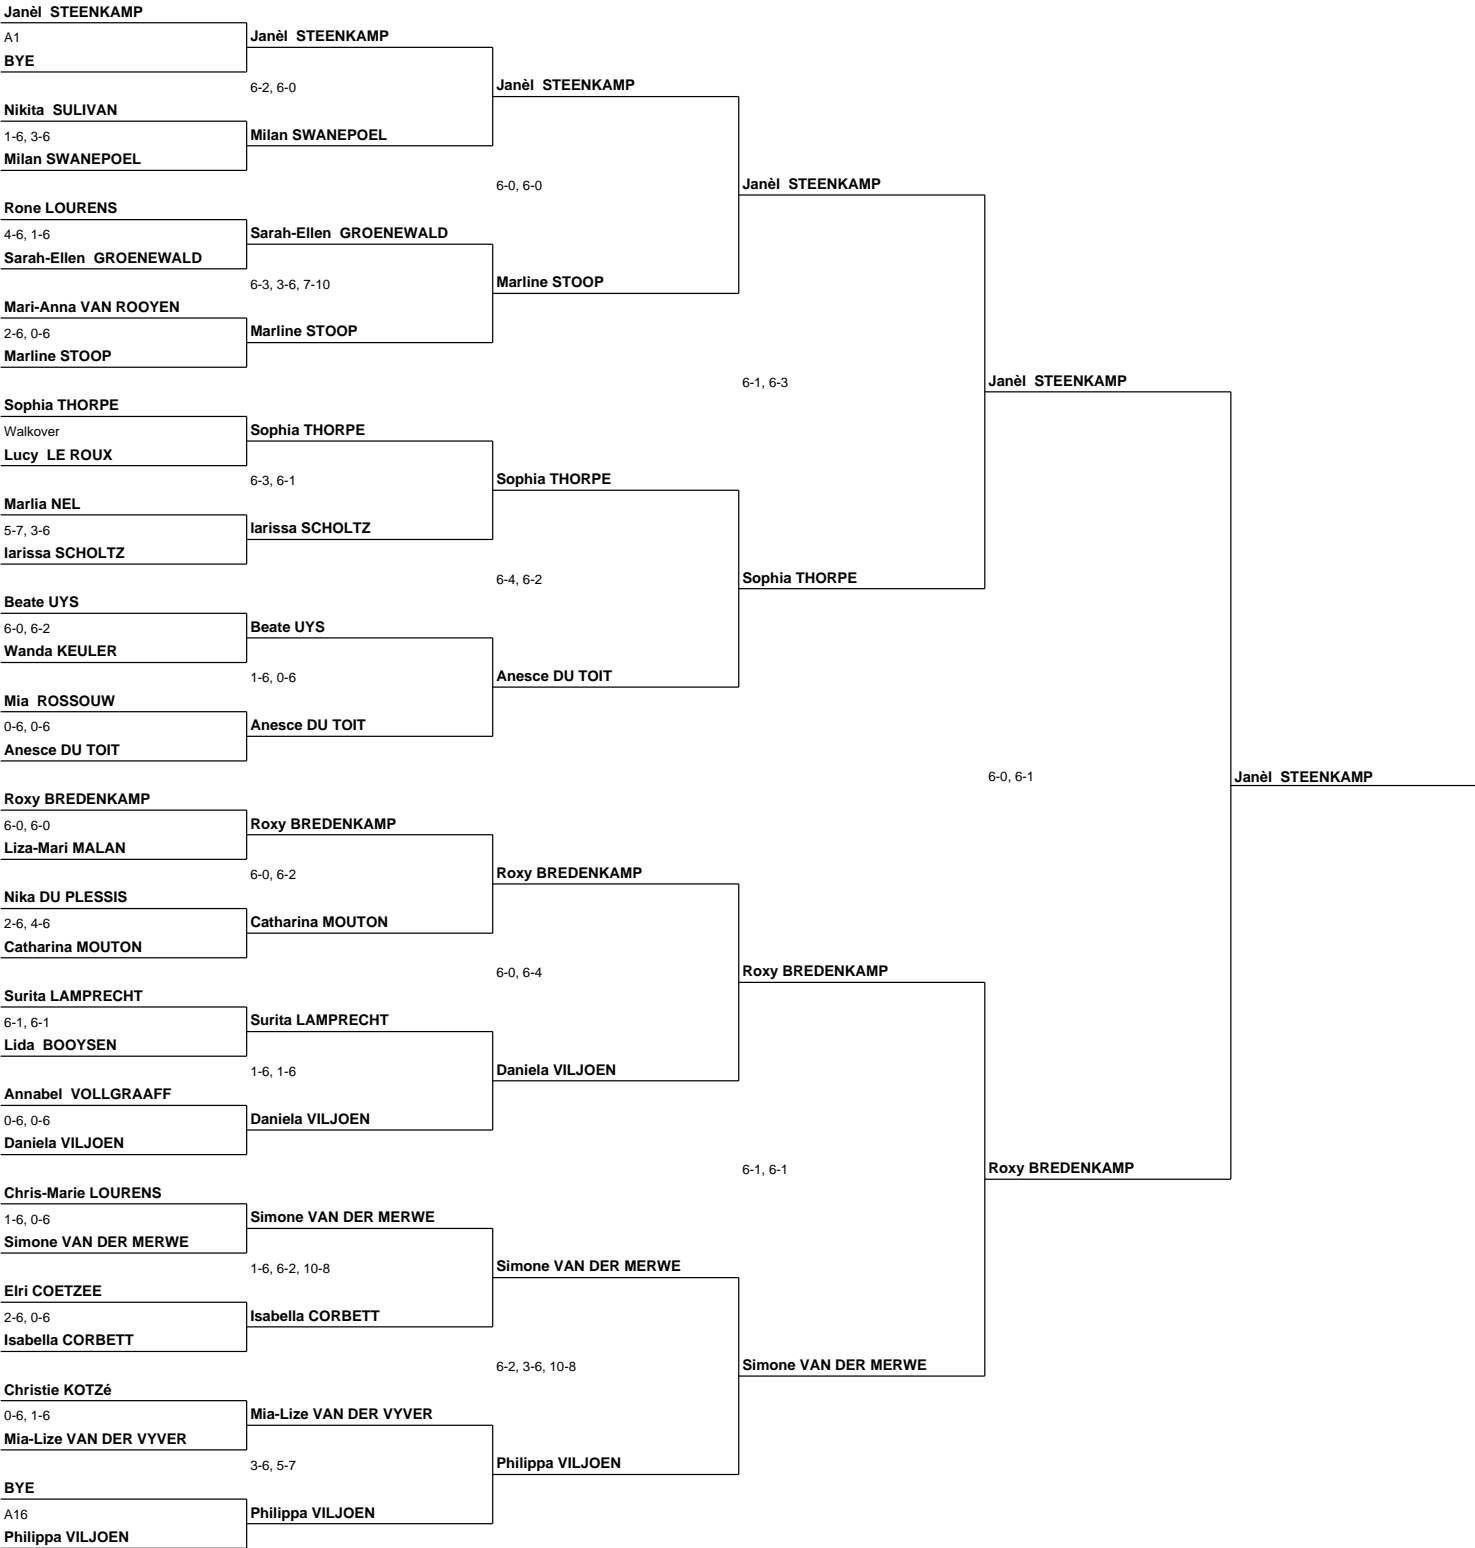 Janèl STEENKAMP
A1
BYE
Nikita SULIVAN
1-6, 3-6
Milan SWANEPOEL
Rone LOURENS
4-6, 1-6
Sarah-Ellen GROENEWALD
Mari-Anna VAN ROOYEN
2-6, 0-6
Marline STOOP
Sophia THORPE
Walkover
Lucy LE ROUX
Marlia NEL
5-7, 3-6
larissa SCHOLTZ
Beate UYS
6-0, 6-2
Wanda KEULER
Mia ROSSOUW
0-6, 0-6
Anesce DU TOIT
Roxy BREDENKAMP
6-0, 6-0
Liza-Mari MALAN
Nika DU PLESSIS
2-6, 4-6
Catharina MOUTON
Surita LAMPRECHT
6-1, 6-1
Lida BOOYSEN
Annabel VOLLGRAAFF
0-6, 0-6
Daniela VILJOEN
Chris-Marie LOURENS
1-6, 0-6
Simone VAN DER MERWE
Elri COETZEE
2-6, 0-6
Isabella CORBETT
Christie KOTZé
0-6, 1-6
Mia-Lize VAN DER VYVER
BYE
A16
Philippa VILJOEN
Janèl STEENKAMP
6-2, 6-0
Milan SWANEPOEL
Sarah-Ellen GROENEWALD
6-3, 3-6, 7-10
Marline STOOP
Sophia THORPE
6-3, 6-1
larissa SCHOLTZ
Beate UYS
1-6, 0-6
Anesce DU TOIT
Roxy BREDENKAMP
6-0, 6-2
Catharina MOUTON
Surita LAMPRECHT
1-6, 1-6
Daniela VILJOEN
Simone VAN DER MERWE
1-6, 6-2, 10-8
Isabella CORBETT
Mia-Lize VAN DER VYVER
3-6, 5-7
Philippa VILJOEN
Janèl STEENKAMP
6-0, 6-0
Marline STOOP
Sophia THORPE
6-4, 6-2
Anesce DU TOIT
Roxy BREDENKAMP
6-0, 6-4
Daniela VILJOEN
Simone VAN DER MERWE
6-2, 3-6, 10-8
Philippa VILJOEN
Janèl STEENKAMP
6-1, 6-3
Sophia THORPE
Roxy BREDENKAMP
6-1, 6-1
Simone VAN DER MERWE
Janèl STEENKAMP
6-0, 6-1
Roxy BREDENKAMP
Janèl STEENKAMP